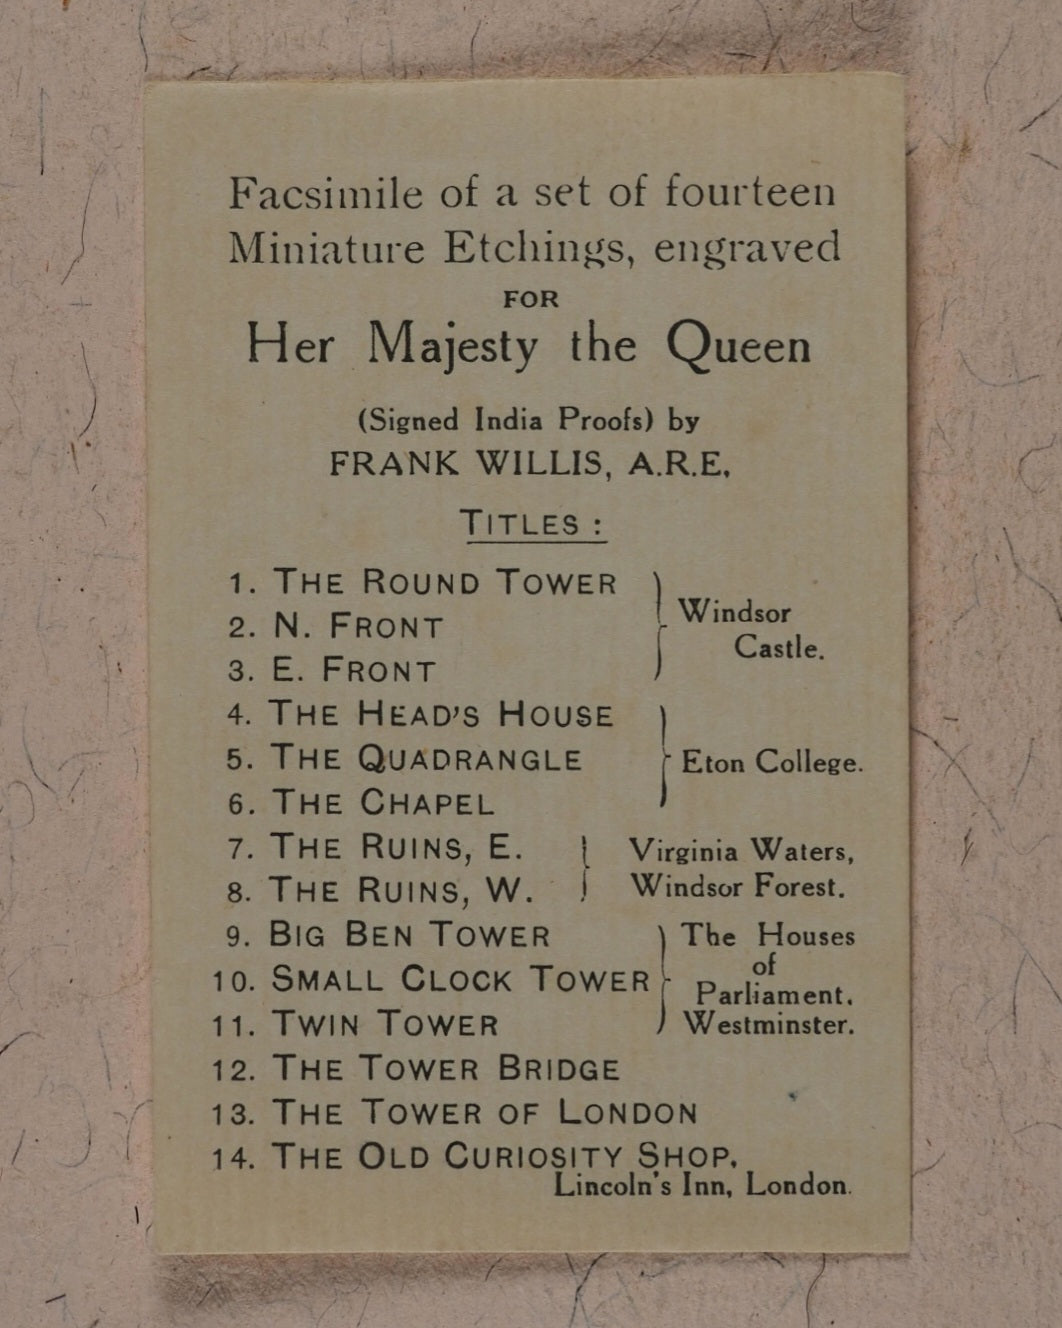 Facsimile of a set of fourteen
Miniature Etchings, engraved
FOR
Her Majesty the Queen
(Signed India Proofs) by
FRANK WILLIS, A.R.E.
TITLES :
1. THE ROUND TOWER
2. N. FRONT
3. E. FRONT
Windsor
Castle.
4. THE HEAD'S HOUSE
5. THE QUADRANGLE
6. THE CHAPEL
Eton College.
7. THE RUINS, E.
8. THE RUINS, W.
Virginia Waters,
Windsor Forest.
9. BIG BEN TOWER
10. SMALL CLOCK TOWER
11. TWIN TOWER
The Houses
of
Parliament.
Westminster.
12. THE TOWER BRIDGE
13. THE TOWER OF LONDON
14. THE OLD CURIOSITY SHOP.
Lincoln's Inn, London.